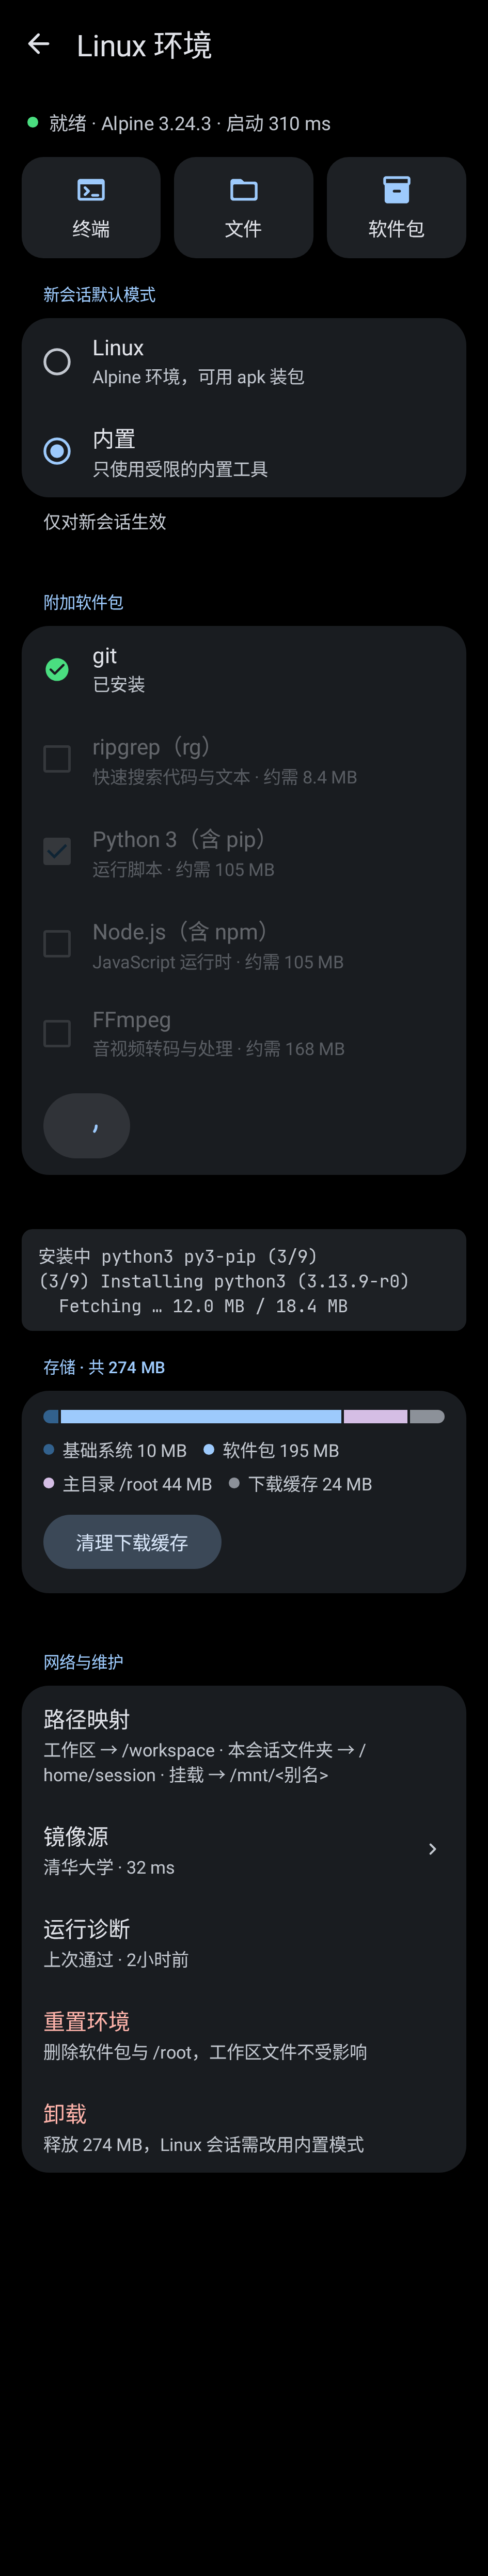 Linux 环境
就绪 · Alpine 3.24.3 · 启动 310 ms
终端
文件
软件包
新会话默认模式
Linux
Alpine 环境，可用 apk 装包
内置
只使用受限的内置工具
仅对新会话生效
附加软件包
git
已安装
ripgrep（rg）
快速搜索代码与文本 · 约需 8.4 MB
Python 3（含 pip）
运行脚本 · 约需 105 MB
Node.js（含 npm）
JavaScript 运行时 · 约需 105 MB
FFmpeg
音视频转码与处理 · 约需 168 MB
安装中 python3 py3-pip (3/9)
(3/9) Installing python3 (3.13.9-r0)
Fetching … 12.0 MB / 18.4 MB
存储 · 共 274 MB
基础系统 10 MB
软件包 195 MB
主目录 /root 44 MB
下载缓存 24 MB
清理下载缓存
网络与维护
路径映射
工作区 → /workspace · 本会话文件夹 → /
home/session · 挂载 → /mnt/<别名>
镜像源
清华大学 · 32 ms
运行诊断
上次通过 · 2小时前
重置环境
删除软件包与 /root，工作区文件不受影响
卸载
释放 274 MB，Linux 会话需改用内置模式